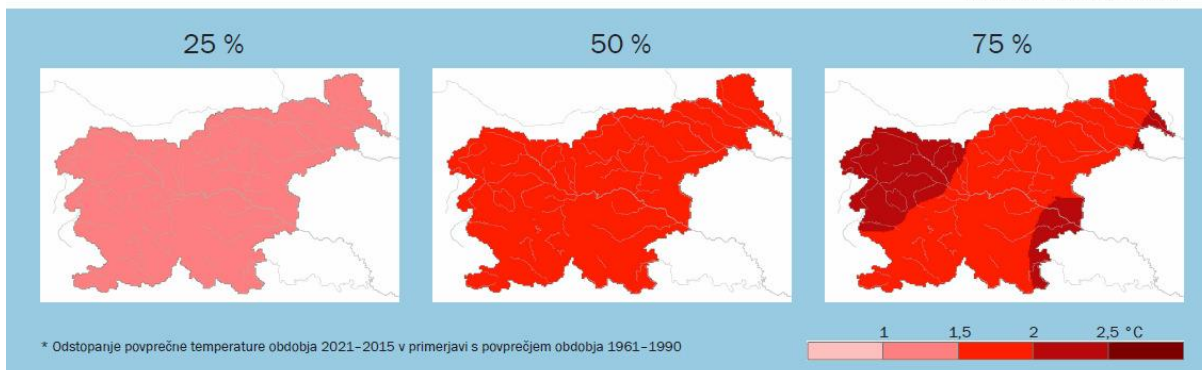 25 %
50 %
75 %
* Odstopanje povprečne temperature obdobja 2021–2015 v primerjavi s povprečjem obdobja 1961–1990
1 1,5 2 2,5 °C